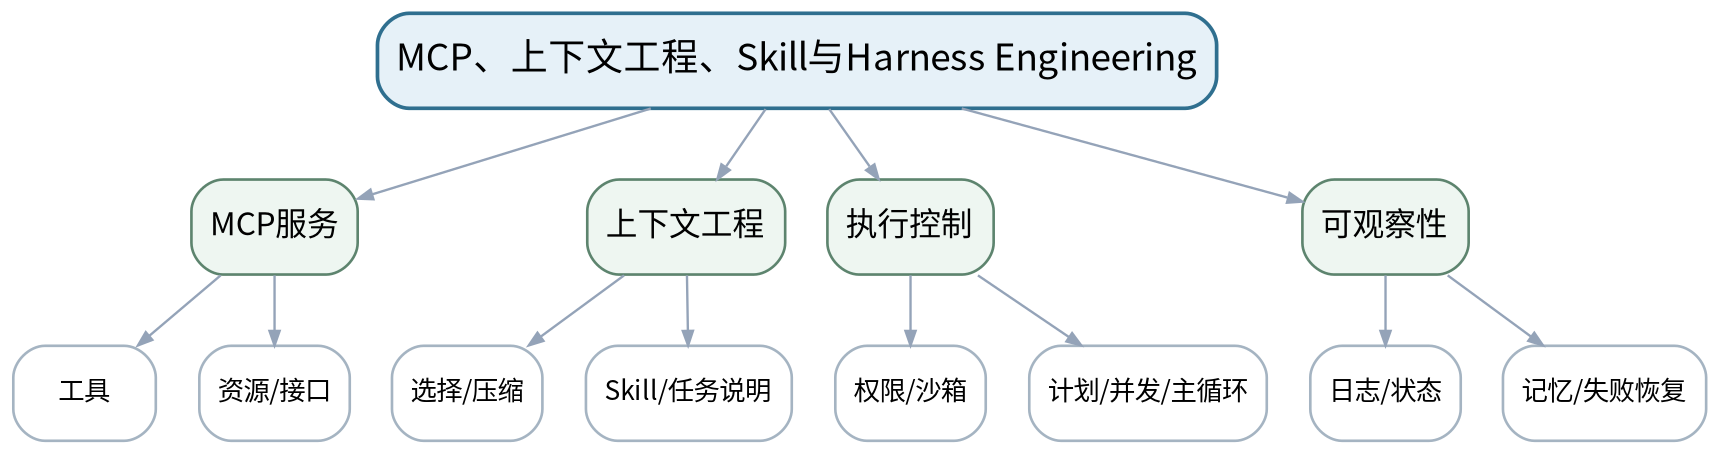 MCP、上下文工程、Skill与Harness Engineering
MCP服务
上下文工程
执行控制
可观察性
工具
资源/接口
选择/压缩
Skill/任务说明
权限/沙箱
计划/并发/主循环
日志/状态
记忆/失败恢复